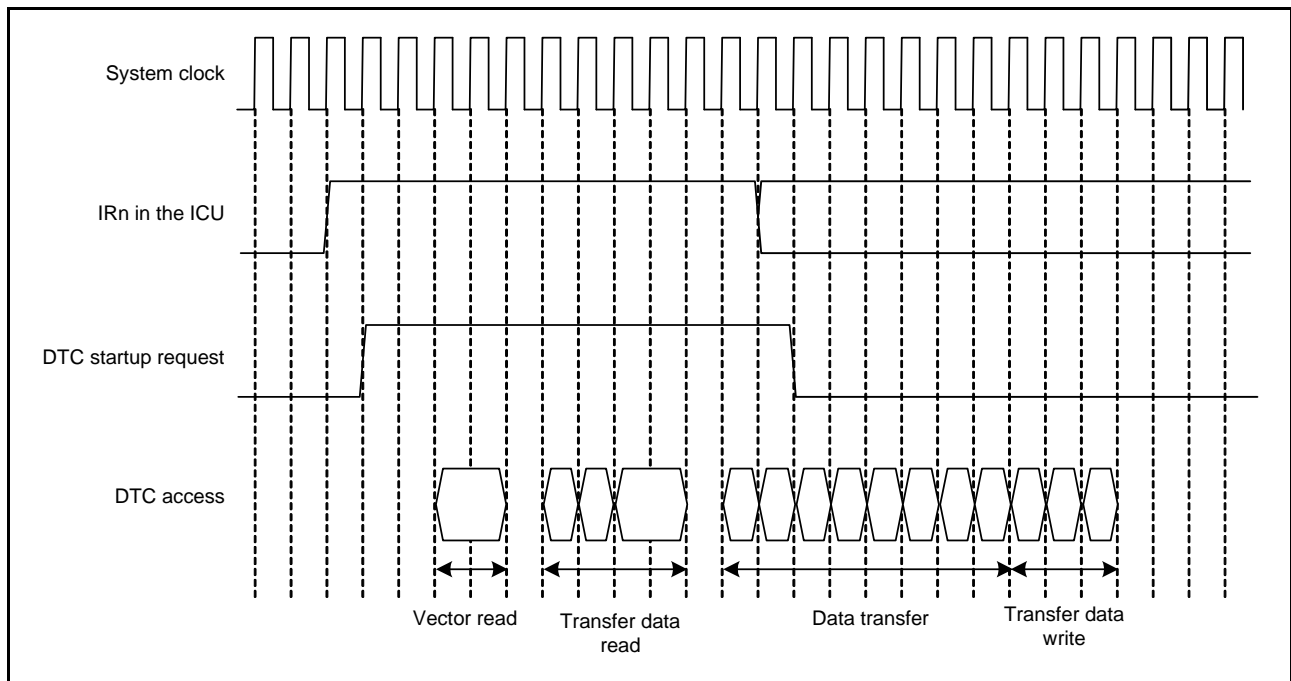 System clock
IRn in the ICU
DTC startup request
DTC access
Vector read
Transfer data
read
Data transfer
Transfer data
write